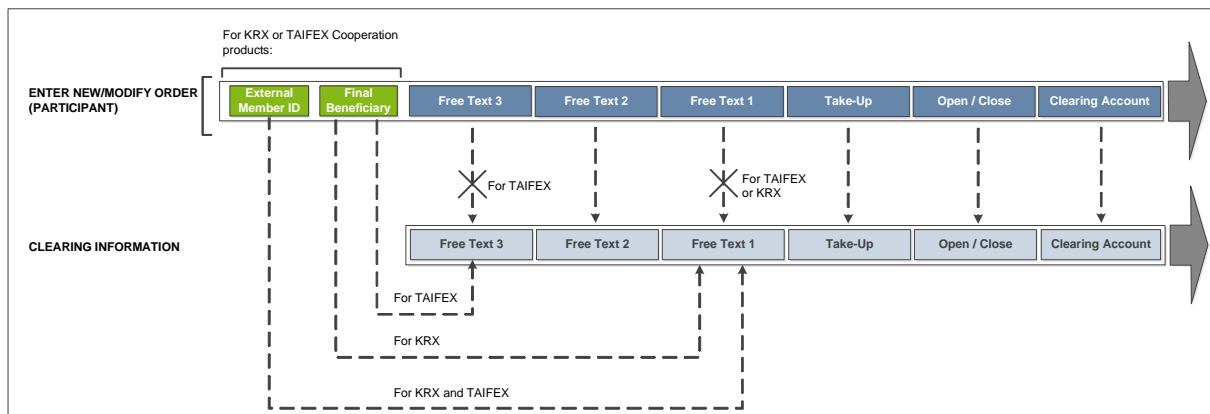 For KRX or TAIFEX Cooperation
products:
ENTER NEW/MODIFY ORDER
(PARTICIPANT)
External
Member ID
Final
Beneficiary
Free Text 3
Free Text 2
Free Text 1
Take-Up
Open / Close
Clearing Account
For TAIFEX
For TAIFEX
or KRX
CLEARING INFORMATION
Free Text 3
Free Text 2
Free Text 1
Take-Up
Open / Close
Clearing Account
For TAIFEX
For KRX
For KRX and TAIFEX